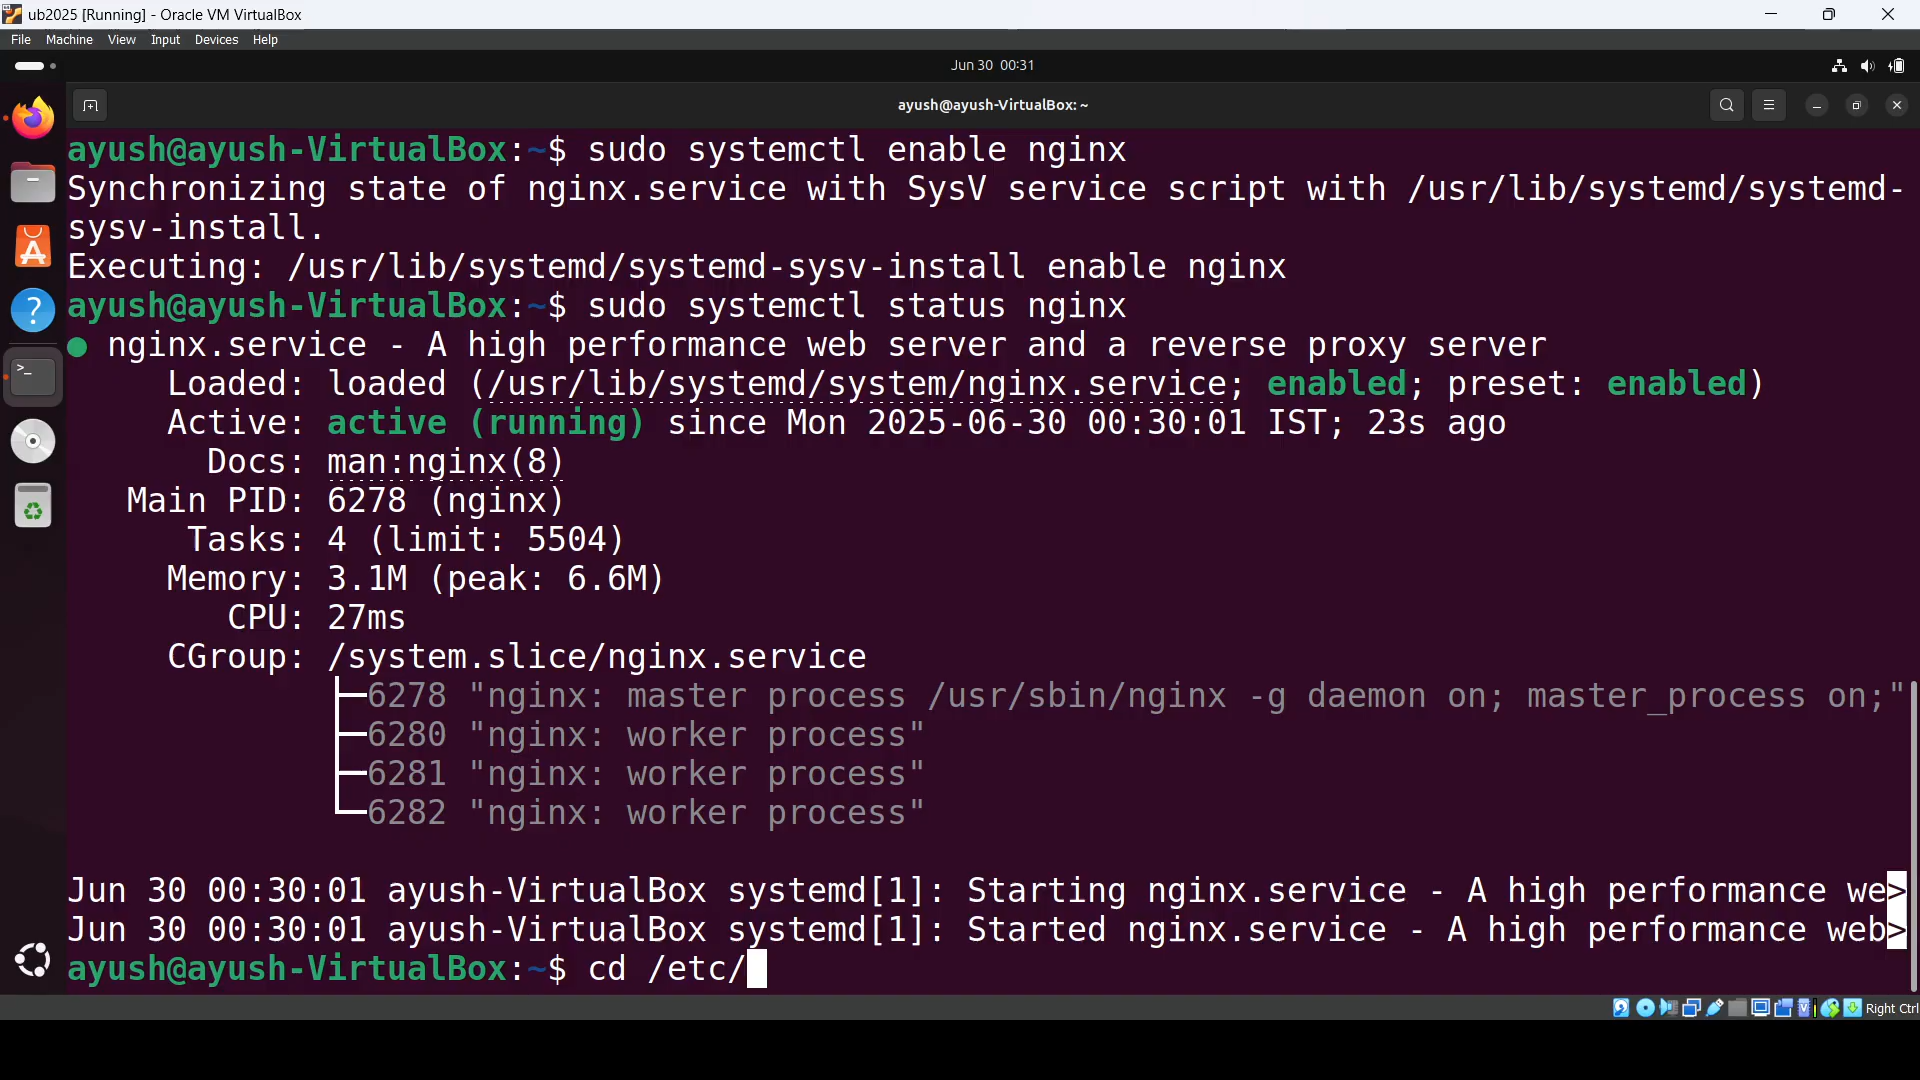 ub2025 [Running] - Oracle VM VirtualBox
File Machine View Input Devices Help
Jun 30 00:31
ayush@ayush-VirtualBox: ~
ayush@ayush-VirtualBox:~$ sudo systemctl enable nginx
Synchronizing state of nginx.service with SysV service script with /usr/lib/systemd/systemd-
sysv-install.
Executing: /usr/lib/systemd/systemd-sysv-install enable nginx
ayush@ayush-VirtualBox:~$ sudo systemctl status nginx
● nginx.service - A high performance web server and a reverse proxy server
Loaded: loaded (/usr/lib/systemd/system/nginx.service; enabled; preset: enabled)
Active: active (running) since Mon 2025-06-30 00:30:01 IST; 23s ago
Docs: man:nginx(8)
Main PID: 6278 (nginx)
Tasks: 4 (limit: 5504)
Memory: 3.1M (peak: 6.6M)
CPU: 27ms
CGroup: /system.slice/nginx.service
├─6278 "nginx: master process /usr/sbin/nginx -g daemon on; master_process on;"
├─6280 "nginx: worker process"
├─6281 "nginx: worker process"
└─6282 "nginx: worker process"
Jun 30 00:30:01 ayush-VirtualBox systemd[1]: Starting nginx.service - A high performance we>
Jun 30 00:30:01 ayush-VirtualBox systemd[1]: Started nginx.service - A high performance web>
ayush@ayush-VirtualBox:~$ cd /etc/
Right Ctrl